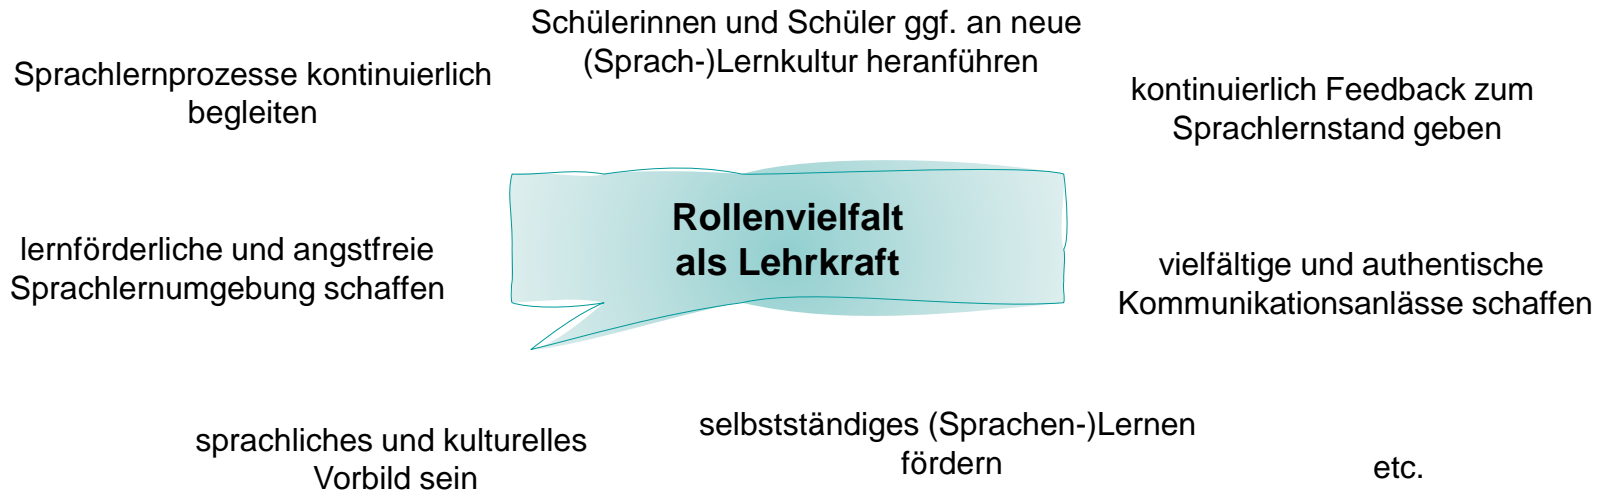 Schülerinnen und Schüler ggf. an neue
(Sprach-)Lernkultur heranführen
Sprachlernprozesse kontinuierlich
begleiten
kontinuierlich Feedback zum
Sprachlernstand geben
Rollenvielfalt
als Lehrkraft
lernförderliche und angstfreie
Sprachlernumgebung schaffen
vielfältige und authentische
Kommunikationsanlässe schaffen
sprachliches und kulturelles
Vorbild sein
selbstständiges (Sprachen-)Lernen
fördern
etc.